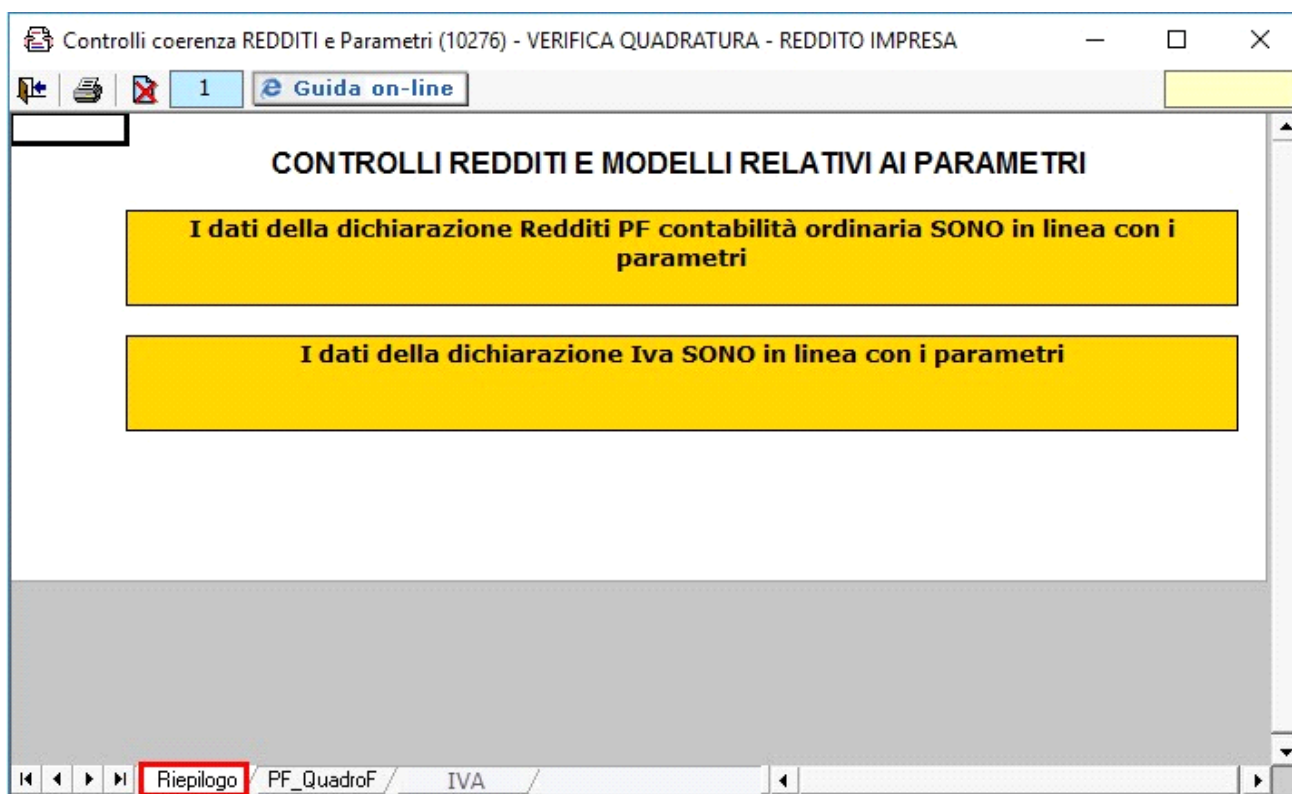 Controlli coerenza REDDITI e Parametri (10276) - VERIFICA QUADRATURA - REDDITO IMPRESA
1 Guida on-line
CONTROLLI REDDITI E MODELLI RELATIVI AI PARAMETRI
I dati della dichiarazione Redditi PF contabilità ordinaria SONO in linea con i
parametri
I dati della dichiarazione Iva SONO in linea con i parametri
Riepilogo PF_QuadroF IVA